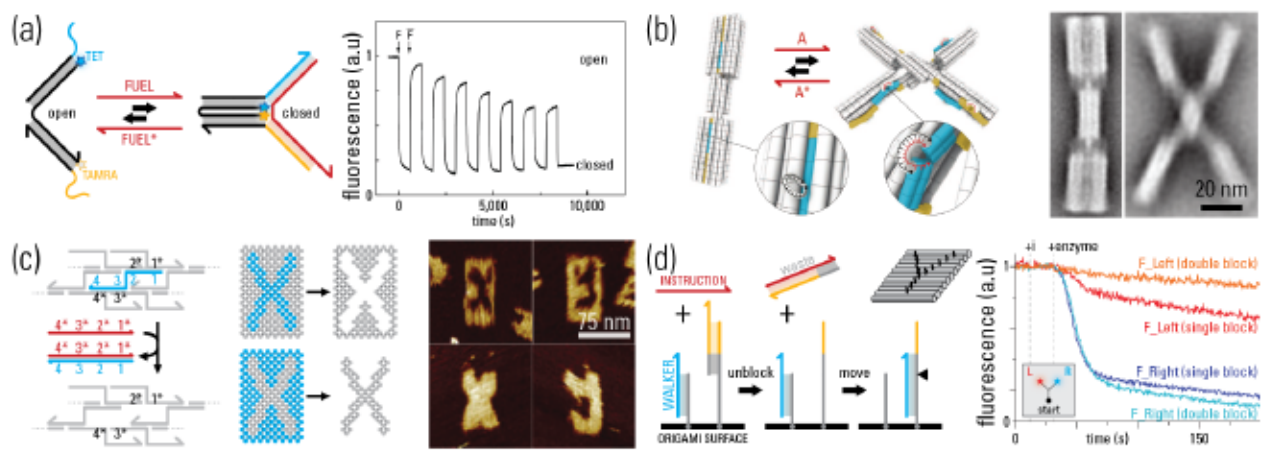 (a)
TET
FUEL
open
closed
FUEL*
TAMRA
fluorescence (a.u)
1
0
F F̅
open
closed
0
5,000
10,000
time (s)
(b)
A
A*
20 nm
(c)
2* 1*
4 3 2 1
4* 3*
4* 3* 2* 1*
4* 3* 2* 1*
4 3 2 1
2* 1*
4* 3*
75 nm
(d)
INSTRUCTION
waste
+
+
WALKER
unblock
move
ORIGAMI SURFACE
fluorescence (a.u)
1
0
+i
+enzyme
F_Left (double block)
F_Left (single block)
F_Right (single block)
F_Right (double block)
L
R
start
0
150
time (s)